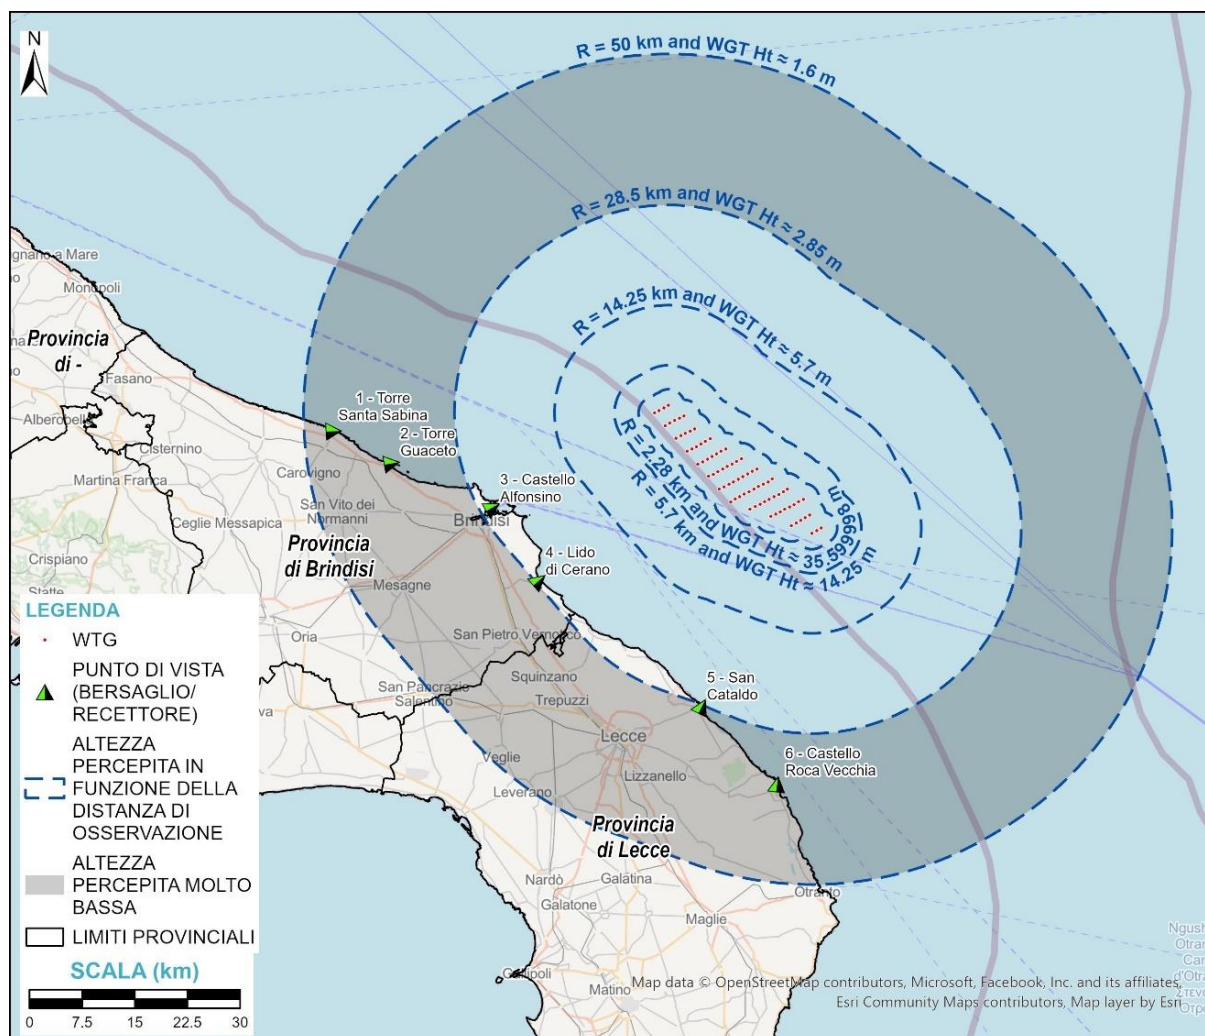 N
R = 50 km and WGT Ht ≈ 1.6 m
R = 28.5 km and WGT Ht ≈ 2.85 m
R = 14.25 km and WGT Ht ≈ 5.7 m
R = 2.28 km and WGT Ht ≈ 35.59998 m
R = 5.7 km and WGT Ht ≈ 14.25 m
gnano a Mare
Monopoli
Provincia
di -
Fasano
Alberobell
Cisternino
Martina Franca
Ceglie Messapica
Crispiano
Statte
1 - Torre
Santa Sabina
2 - Torre
Guaceto
Carovigno
San Vito dei
Normanni
3 - Castello
Alfonsino
Brindisi
Provincia
di Brindisi
4 - Lido
di Cerano
Mesagne
Oria
San Pietro Vernotico
San Pancrazio
Salentino
Squinzano
Trepuzzi
5 - San
Cataldo
Lecce
Veglie
Lizzanello
Leverano
6 - Castello
Roca Vecchia
Provincia
di Lecce
Nardò
Galatina
Galatone
Otranto
Maglie
Matino
LEGENDA
WTG
PUNTO DI VISTA
(BERSAGLIO/
RECETTORE)
ALTEZZA
PERCEPITA IN
FUNZIONE DELLA
DISTANZA DI
OSSERVAZIONE
ALTEZZA
PERCEPITA MOLTO
BASSA
LIMITI PROVINCIALI
SCALA (km)
0 7.5 15 22.5 30
Map data © OpenStreetMap contributors, Microsoft, Facebook, Inc. and its affiliates,
Esri Community Maps contributors, Map layer by Esri